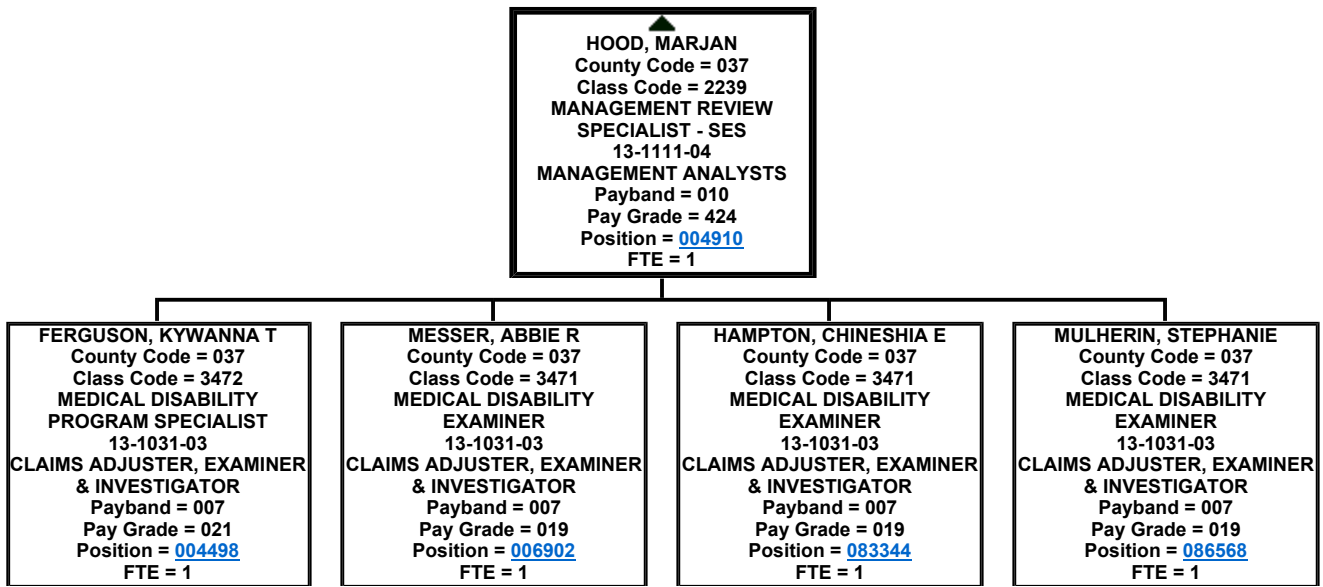 HOOD, MARJAN
County Code = 037
Class Code = 2239
MANAGEMENT REVIEW
SPECIALIST - SES
13-1111-04
MANAGEMENT ANALYSTS
Payband = 010
Pay Grade = 424
Position = 004910
FTE = 1
FERGUSON, KYWANNA T
County Code = 037
Class Code = 3472
MEDICAL DISABILITY
PROGRAM SPECIALIST
13-1031-03
CLAIMS ADJUSTER, EXAMINER
& INVESTIGATOR
Payband = 007
Pay Grade = 021
Position = 004498
FTE = 1
MESSER, ABBIE R
County Code = 037
Class Code = 3471
MEDICAL DISABILITY
EXAMINER
13-1031-03
CLAIMS ADJUSTER, EXAMINER
& INVESTIGATOR
Payband = 007
Pay Grade = 019
Position = 006902
FTE = 1
HAMPTON, CHINESHIA E
County Code = 037
Class Code = 3471
MEDICAL DISABILITY
EXAMINER
13-1031-03
CLAIMS ADJUSTER, EXAMINER
& INVESTIGATOR
Payband = 007
Pay Grade = 019
Position = 083344
FTE = 1
MULHERIN, STEPHANIE
County Code = 037
Class Code = 3471
MEDICAL DISABILITY
EXAMINER
13-1031-03
CLAIMS ADJUSTER, EXAMINER
& INVESTIGATOR
Payband = 007
Pay Grade = 019
Position = 086568
FTE = 1